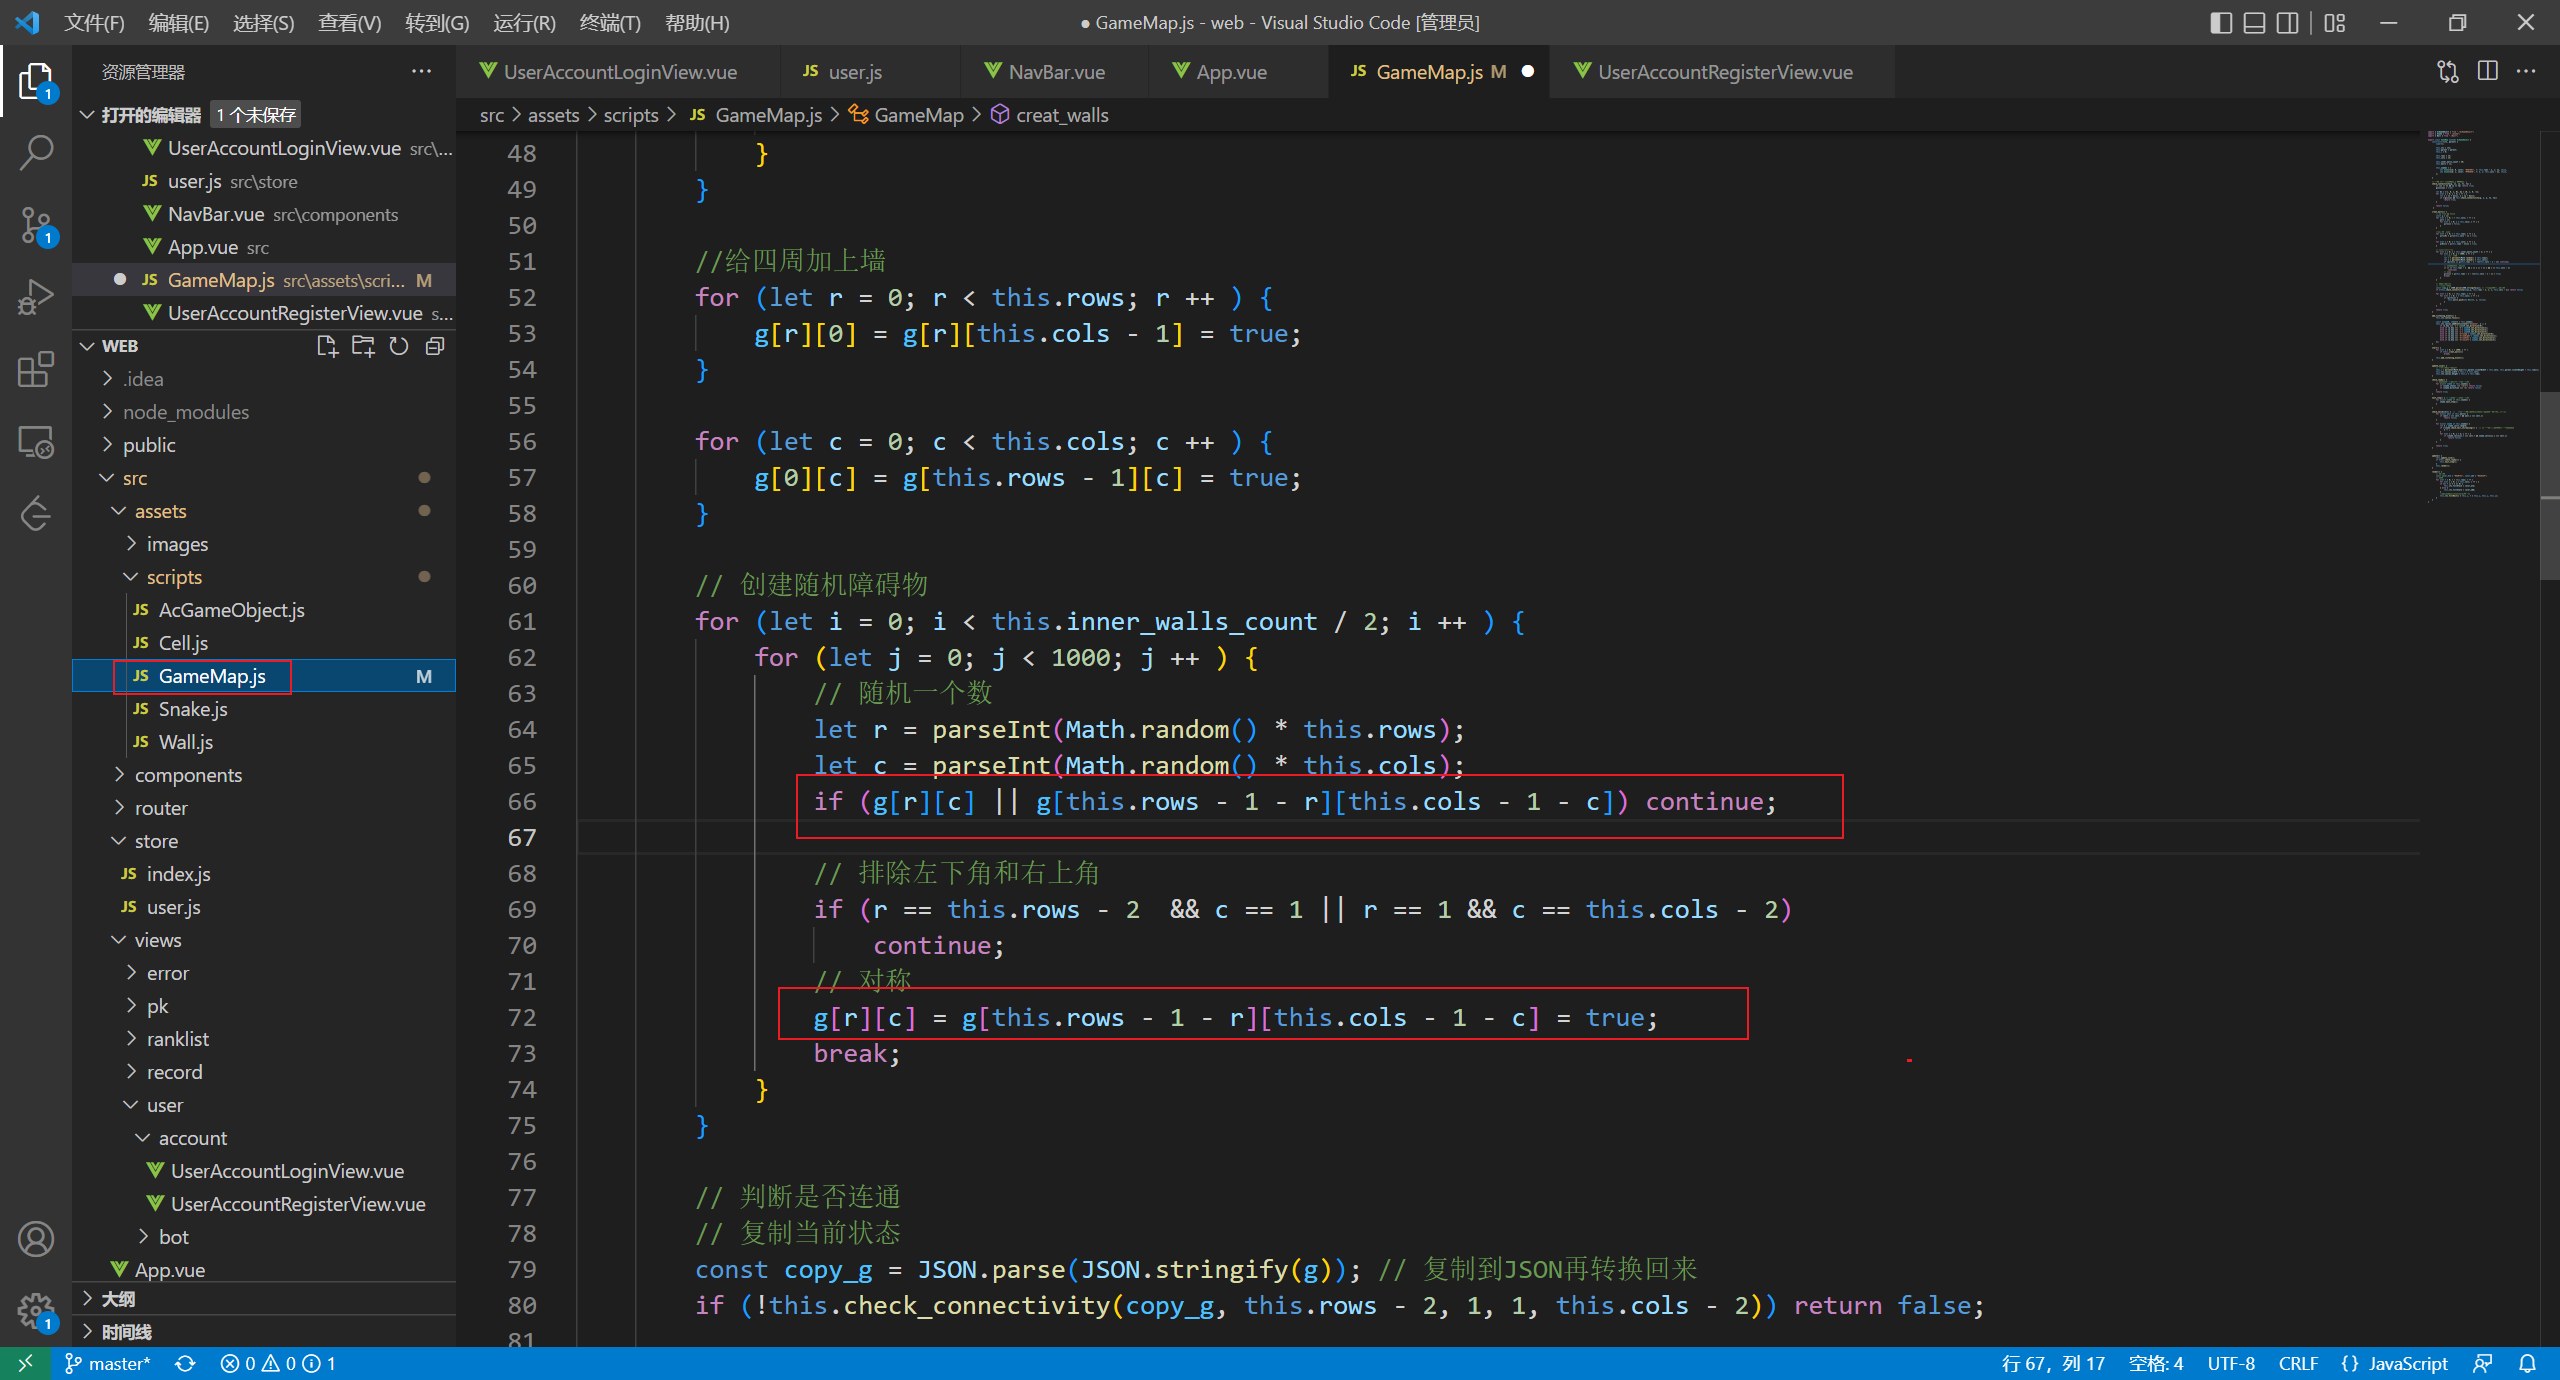 文件(F) 编辑(E) 选择(S) 查看(V) 转到(G) 运行(R) 终端(T) 帮助(H)
● GameMap.js - web - Visual Studio Code [管理员]
资源管理器
打开的编辑器 1 个未保存
UserAccountLoginView.vue src\...
JS user.js src\store
NavBar.vue src\components
App.vue src
JS GameMap.js src\assets\scri... M
UserAccountRegisterView.vue s...
WEB
.idea
node_modules
public
src
assets
images
scripts
JS AcGameObject.js
JS Cell.js
JS GameMap.js M
JS Snake.js
JS Wall.js
components
router
store
JS index.js
JS user.js
views
error
pk
ranklist
record
user
account
UserAccountLoginView.vue
UserAccountRegisterView.vue
bot
App.vue
大纲
时间线
1
1
1
UserAccountLoginView.vue JS user.js NavBar.vue App.vue JS GameMap.js M UserAccountRegisterView.vue
src > assets > scripts > JS GameMap.js > GameMap > creat_walls
48 }
49 }
50
51 //给四周加上墙
52 for (let r = 0; r < this.rows; r ++ ) {
53 g[r][0] = g[r][this.cols - 1] = true;
54 }
55
56 for (let c = 0; c < this.cols; c ++ ) {
57 g[0][c] = g[this.rows - 1][c] = true;
58 }
59
60 // 创建随机障碍物
61 for (let i = 0; i < this.inner_walls_count / 2; i ++ ) {
62 for (let j = 0; j < 1000; j ++ ) {
63 // 随机一个数
64 let r = parseInt(Math.random() * this.rows);
65 let c = parseInt(Math.random() * this.cols);
66 if (g[r][c] || g[this.rows - 1 - r][this.cols - 1 - c]) continue;
67
68 // 排除左下角和右上角
69 if (r == this.rows - 2  && c == 1 || r == 1 && c == this.cols - 2)
70 continue;
71 // 对称
72 g[r][c] = g[this.rows - 1 - r][this.cols - 1 - c] = true;
73 break;
74 }
75 }
76
77 // 判断是否连通
78 // 复制当前状态
79 const copy_g = JSON.parse(JSON.stringify(g)); // 复制到JSON再转换回来
80 if (!this.check_connectivity(copy_g, this.rows - 2, 1, 1, this.cols - 2)) return false;
81
master* 0 0 1 行 67，列 17 空格: 4 UTF-8 CRLF {} JavaScript